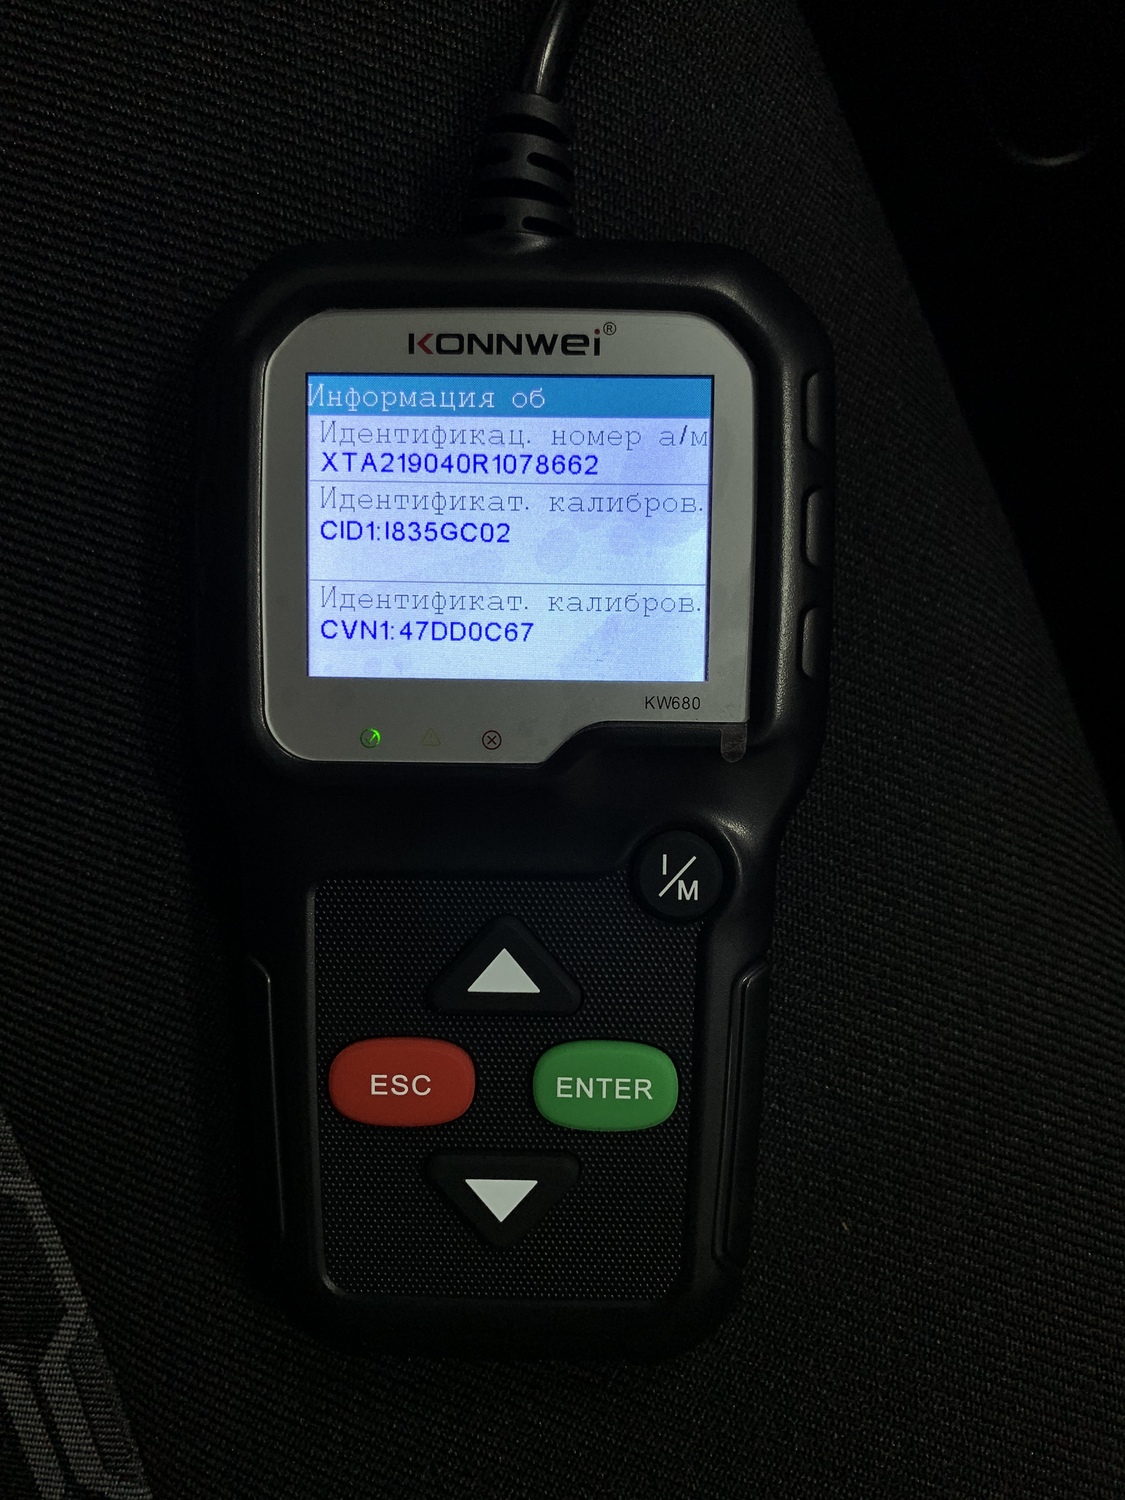 KONNWEI®
Информация об
Идентификац. номер а/м
XTA219040R1078662
Идентификат. калибров.
CID1:I835GC02
Идентификат. калибров.
CVN1:47DD0C67
KW680
I/M
ESC
ENTER